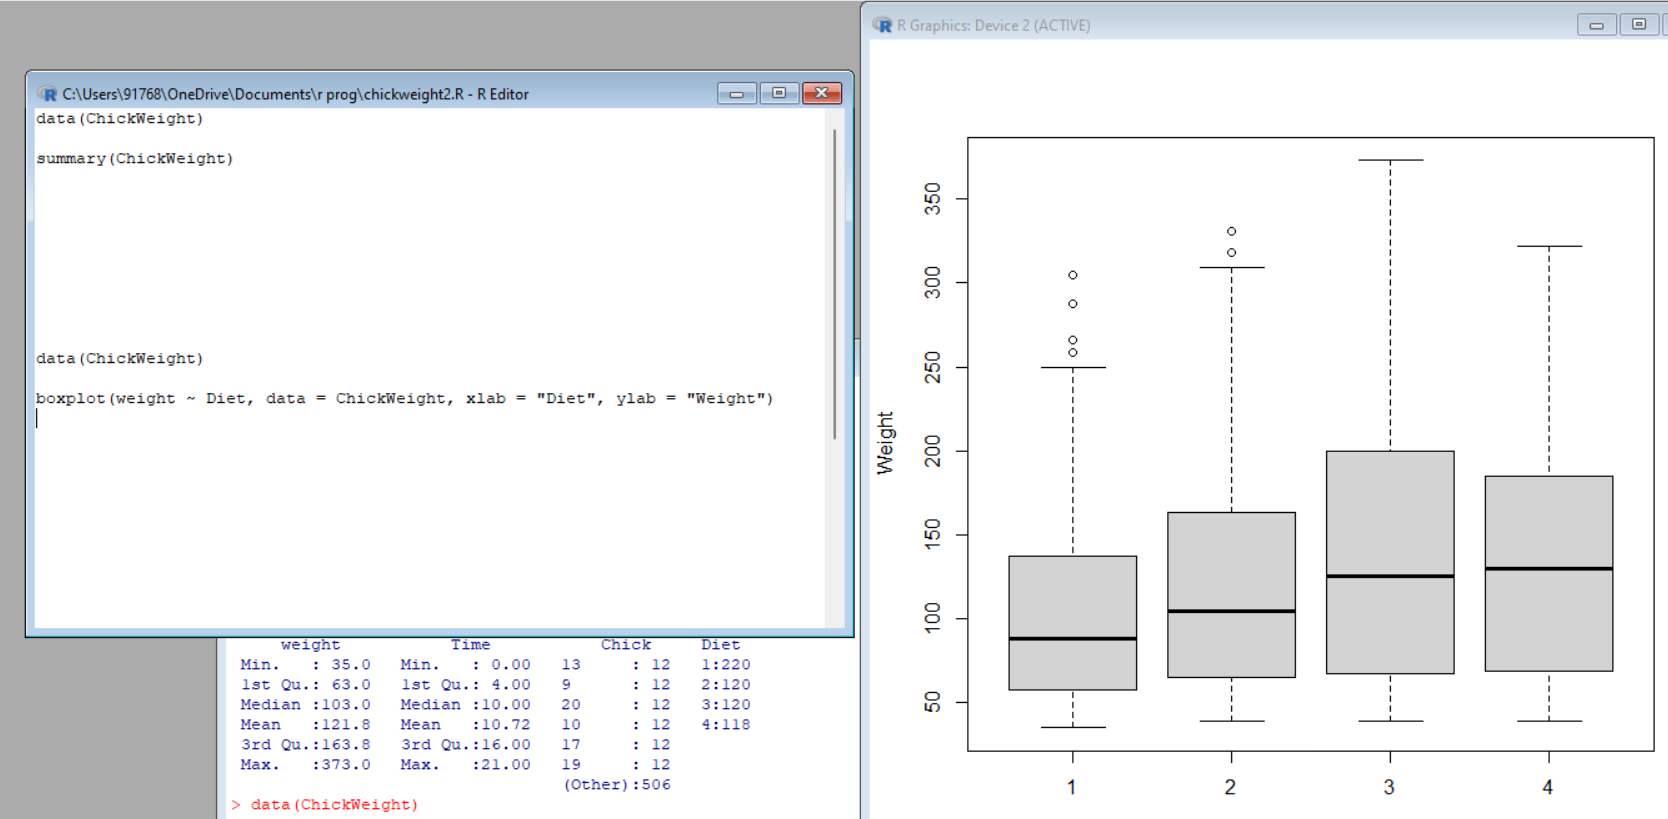 C:\Users\91768\OneDrive\Documents\r prog\chickweight2.R - R Editor
data(ChickWeight)
summary(ChickWeight)
data(ChickWeight)
boxplot(weight ~ Diet, data = ChickWeight, xlab = "Diet", ylab = "Weight")
weight Time Chick Diet
Min. : 35.0 Min. : 0.00 13 : 12 1:220
1st Qu.: 63.0 1st Qu.: 4.00 9 : 12 2:120
Median :103.0 Median :10.00 20 : 12 3:120
Mean :121.8 Mean :10.72 10 : 12 4:118
3rd Qu.:163.8 3rd Qu.:16.00 17 : 12
Max. :373.0 Max. :21.00 19 : 12
(Other):506
> data(ChickWeight)
R Graphics: Device 2 (ACTIVE)
Weight
350
300
250
200
150
100
50
1 2 3 4